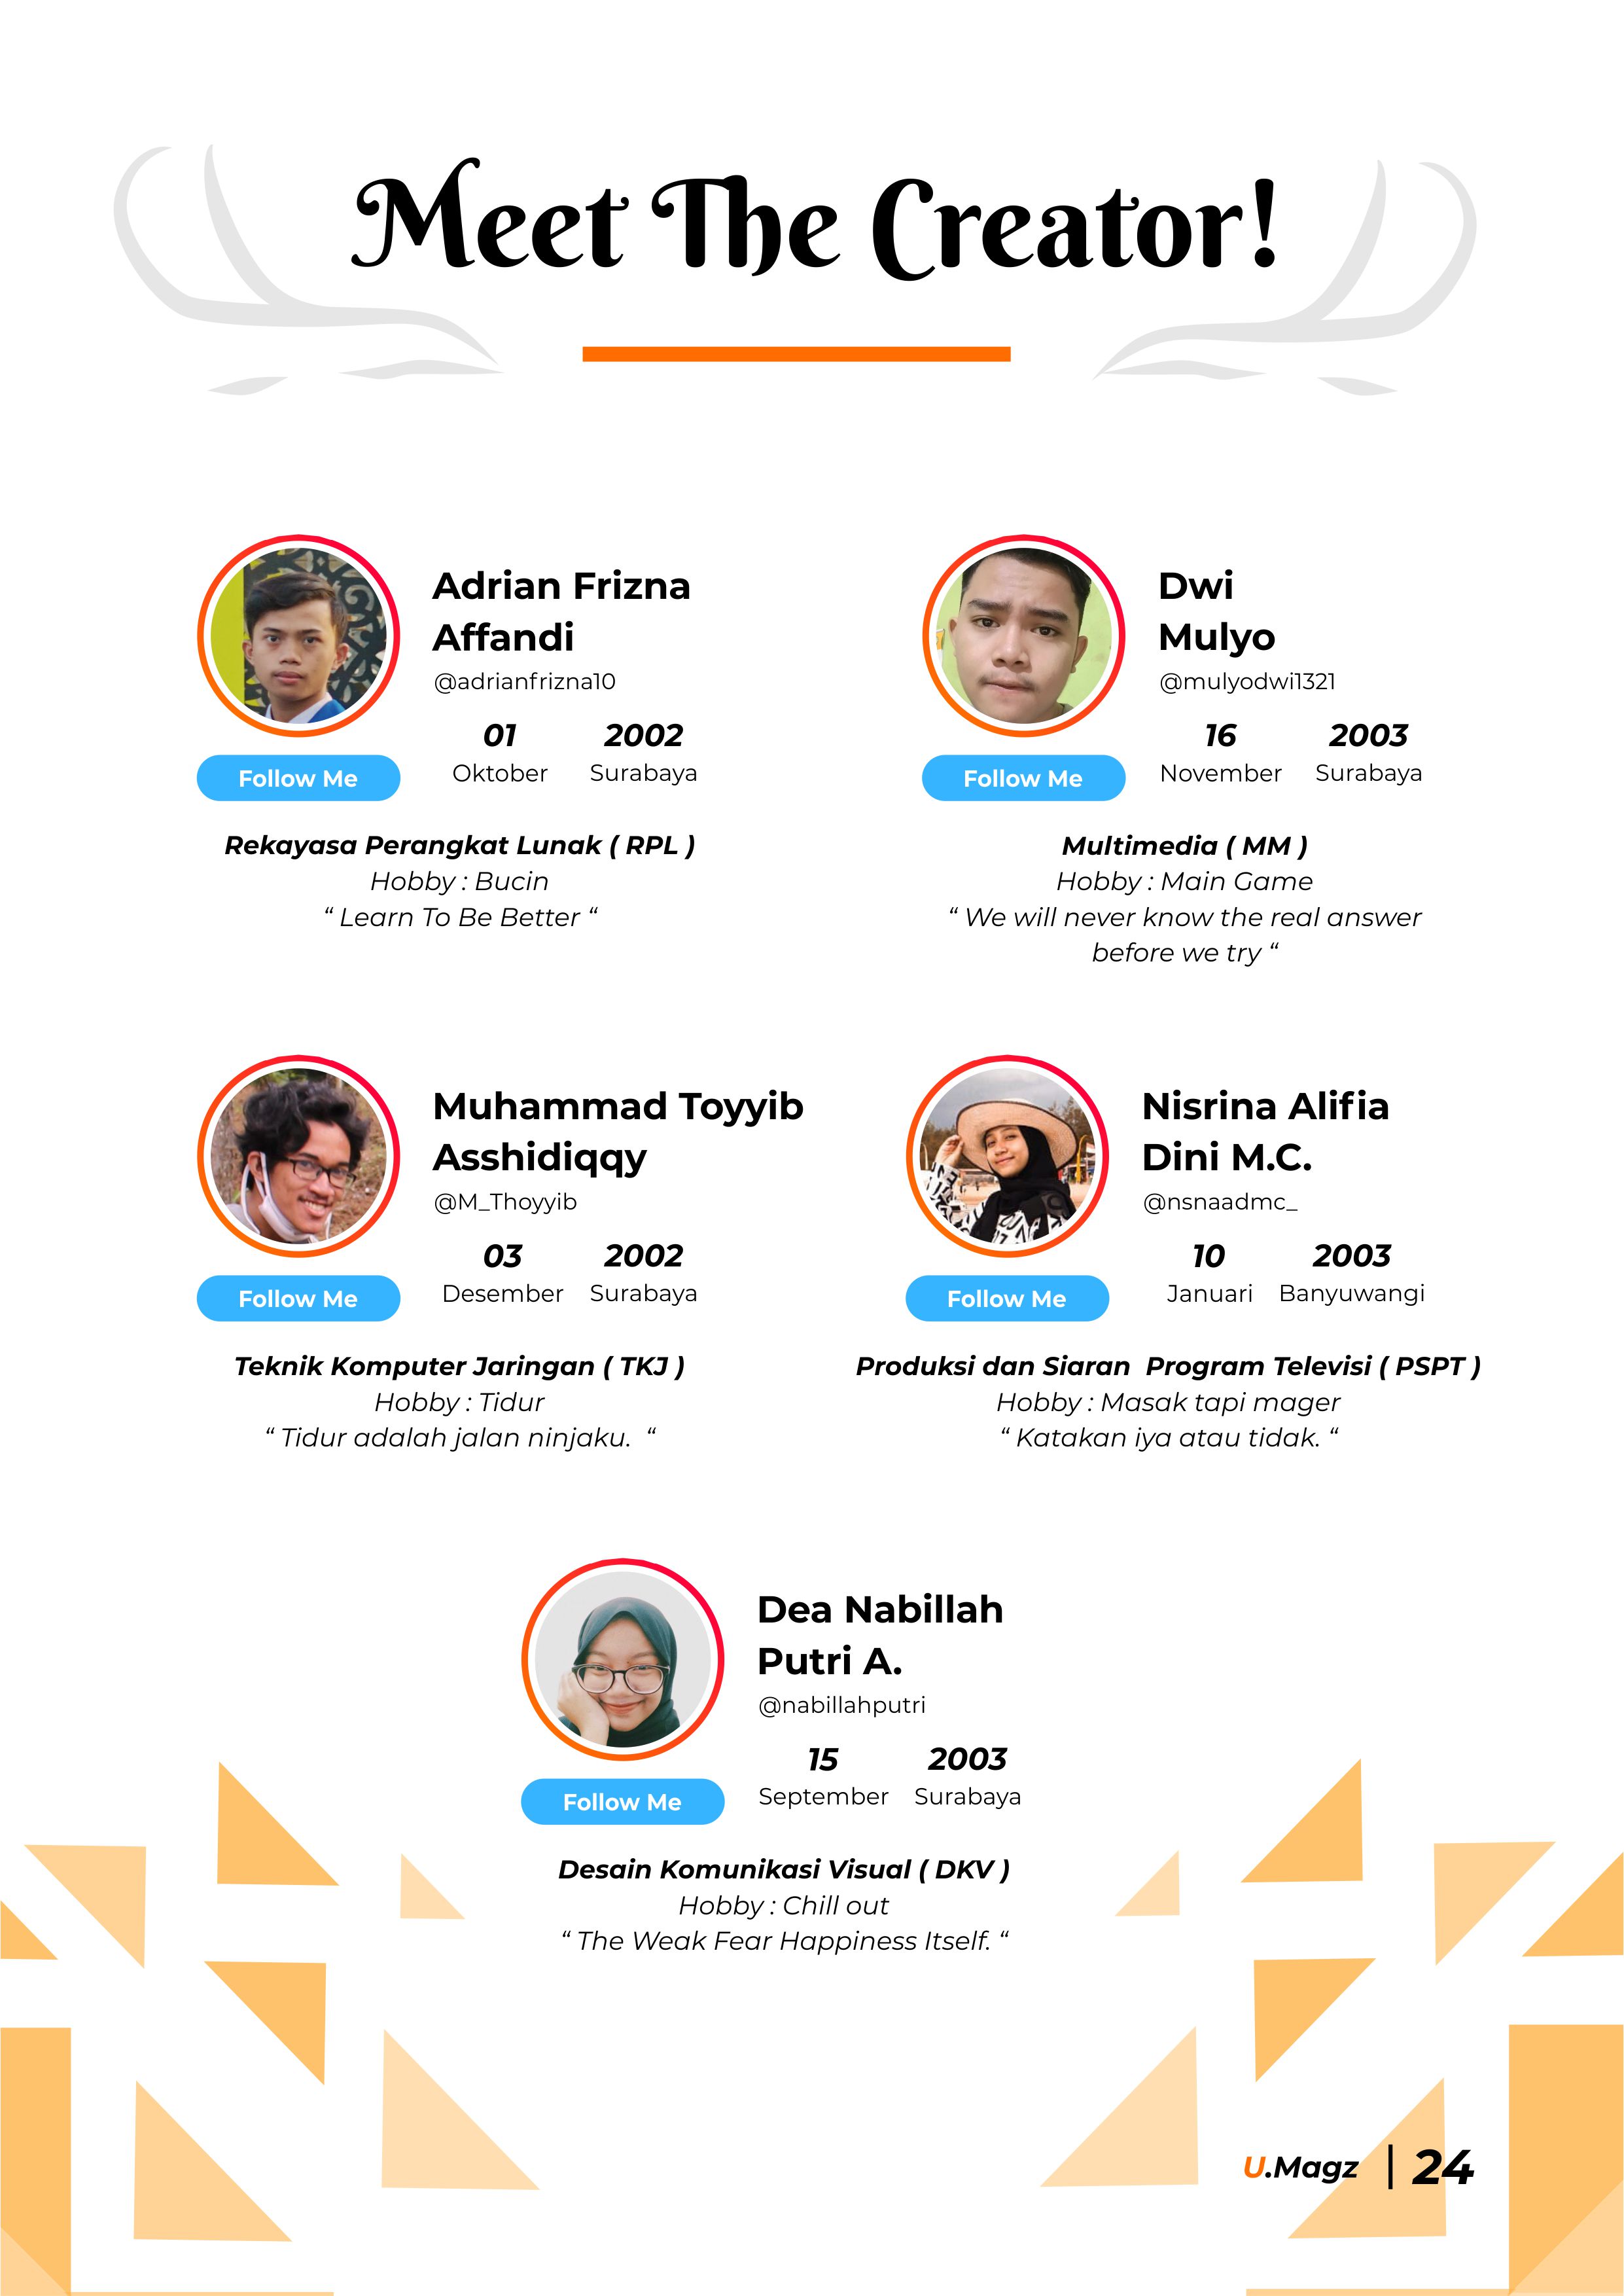 Meet The Creator!
Adrian Frizna
Affandi
@adrianfrizna10
01 2002
Oktober Surabaya
Follow Me
Rekayasa Perangkat Lunak ( RPL )
Hobby : Bucin
“ Learn To Be Better “
Dwi
Mulyo
@mulyodwi1321
16 2003
November Surabaya
Follow Me
Multimedia ( MM )
Hobby : Main Game
“ We will never know the real answer
before we try “
Muhammad Toyyib
Asshidiqqy
@M_Thoyyib
03 2002
Desember Surabaya
Follow Me
Teknik Komputer Jaringan ( TKJ )
Hobby : Tidur
“ Tidur adalah jalan ninjaku. “
Nisrina Alifia
Dini M.C.
@nsnaadmc_
10 2003
Januari Banyuwangi
Follow Me
Produksi dan Siaran Program Televisi ( PSPT )
Hobby : Masak tapi mager
“ Katakan iya atau tidak. “
Dea Nabillah
Putri A.
@nabillahputri
15 2003
September Surabaya
Follow Me
Desain Komunikasi Visual ( DKV )
Hobby : Chill out
“ The Weak Fear Happiness Itself. “
U.Magz | 24